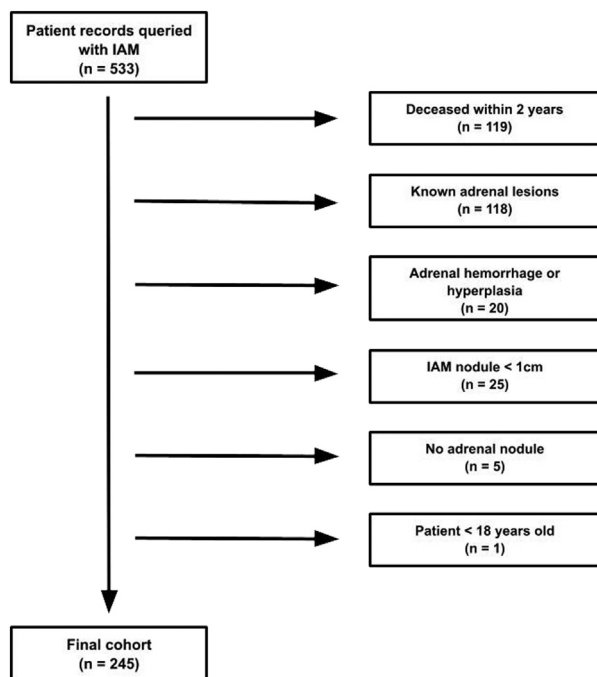 Patient records queried
with IAM
(n = 533)
Deceased within 2 years
(n = 119)
Known adrenal lesions
(n = 118)
Adrenal hemorrhage or
hyperplasia
(n = 20)
IAM nodule < 1cm
(n = 25)
No adrenal nodule
(n = 5)
Patient < 18 years old
(n = 1)
Final cohort
(n = 245)